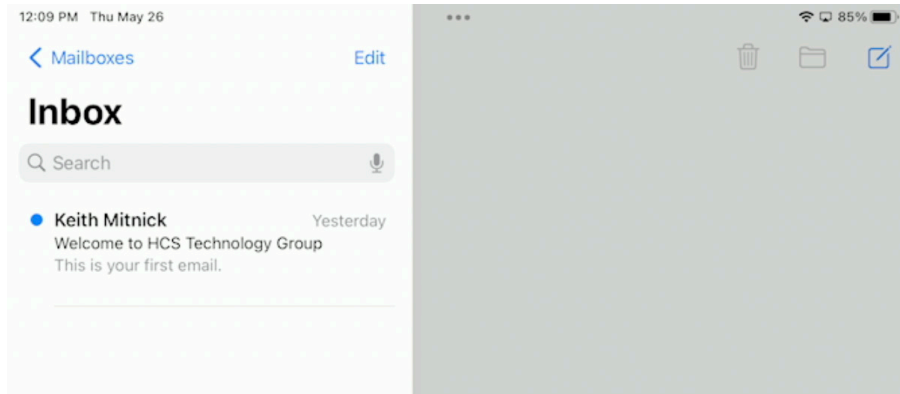 12:09 PM Thu May 26
85%
Mailboxes
Edit
Inbox
Search
Keith Mitnick
Yesterday
Welcome to HCS Technology Group
This is your first email.